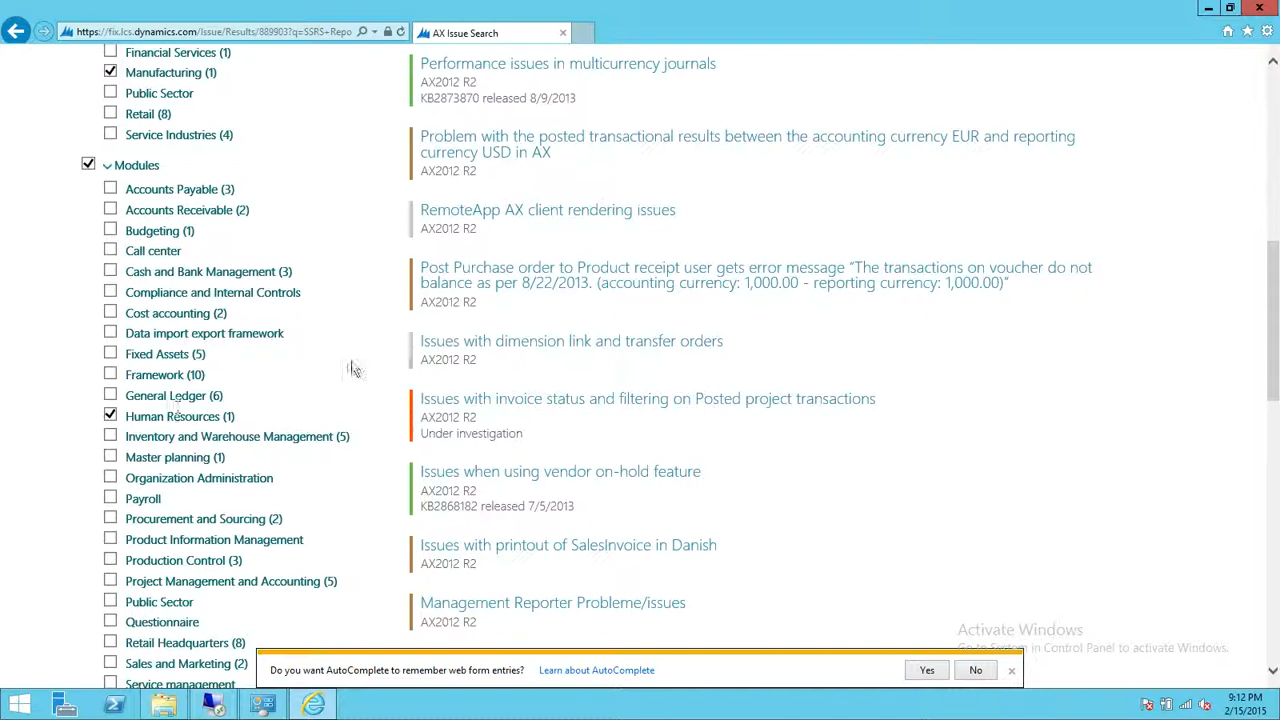 https://fix.lcs.dynamics.com/Issue/Results/889903?q=SSRS+Repo
AX Issue Search
Financial Services (1)
Manufacturing (1)
Public Sector
Retail (8)
Service Industries (4)
Modules
Accounts Payable (3)
Accounts Receivable (2)
Budgeting (1)
Call center
Cash and Bank Management (3)
Compliance and Internal Controls
Cost accounting (2)
Data import export framework
Fixed Assets (5)
Framework (10)
General Ledger (6)
Human Resources (1)
Inventory and Warehouse Management (5)
Master planning (1)
Organization Administration
Payroll
Procurement and Sourcing (2)
Product Information Management
Production Control (3)
Project Management and Accounting (5)
Public Sector
Questionnaire
Retail Headquarters (8)
Sales and Marketing (2)
Service management
Performance issues in multicurrency journals
AX2012 R2
KB2873870 released 8/9/2013
Problem with the posted transactional results between the accounting currency EUR and reporting
currency USD in AX
AX2012 R2
RemoteApp AX client rendering issues
AX2012 R2
Post Purchase order to Product receipt user gets error message “The transactions on voucher do not
balance as per 8/22/2013. (accounting currency: 1,000.00 - reporting currency: 1,000.00)”
AX2012 R2
Issues with dimension link and transfer orders
AX2012 R2
Issues with invoice status and filtering on Posted project transactions
AX2012 R2
Under investigation
Issues when using vendor on-hold feature
AX2012 R2
KB2868182 released 7/5/2013
Issues with printout of SalesInvoice in Danish
AX2012 R2
Management Reporter Probleme/issues
AX2012 R2
Activate Windows
Go to System in Control Panel to activate Windows.
Do you want AutoComplete to remember web form entries?
Learn about AutoComplete
Yes
No
9:12 PM
2/15/2015